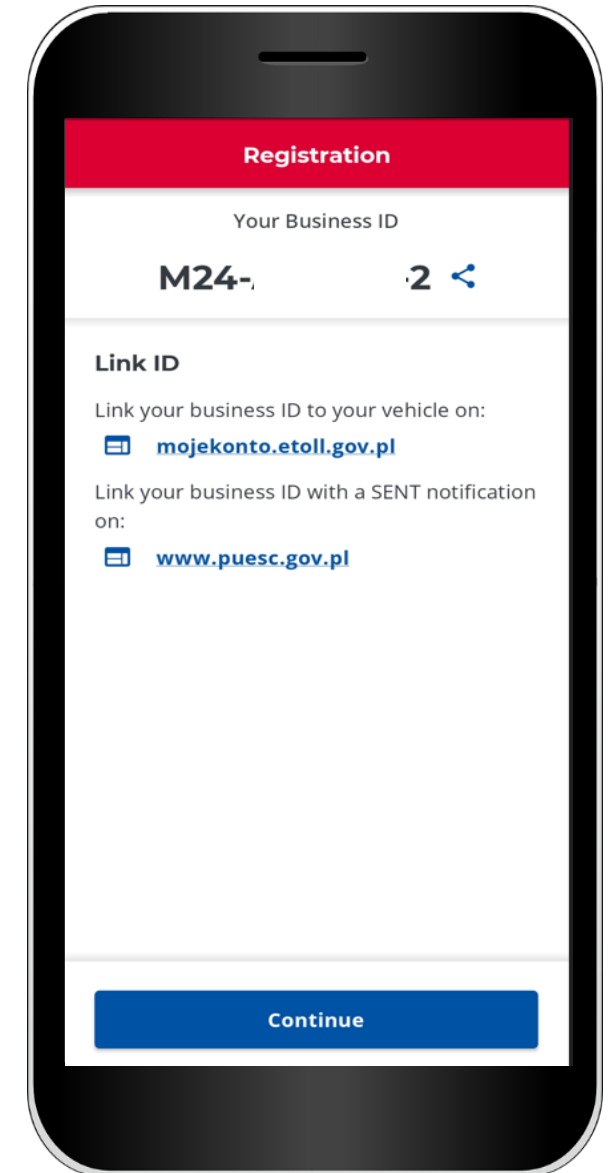 Registration
Your Business ID
M24- -2
Link ID
Link your business ID to your vehicle on:
mojekonto.etoll.gov.pl
Link your business ID with a SENT notification
on:
www.puesc.gov.pl
Continue